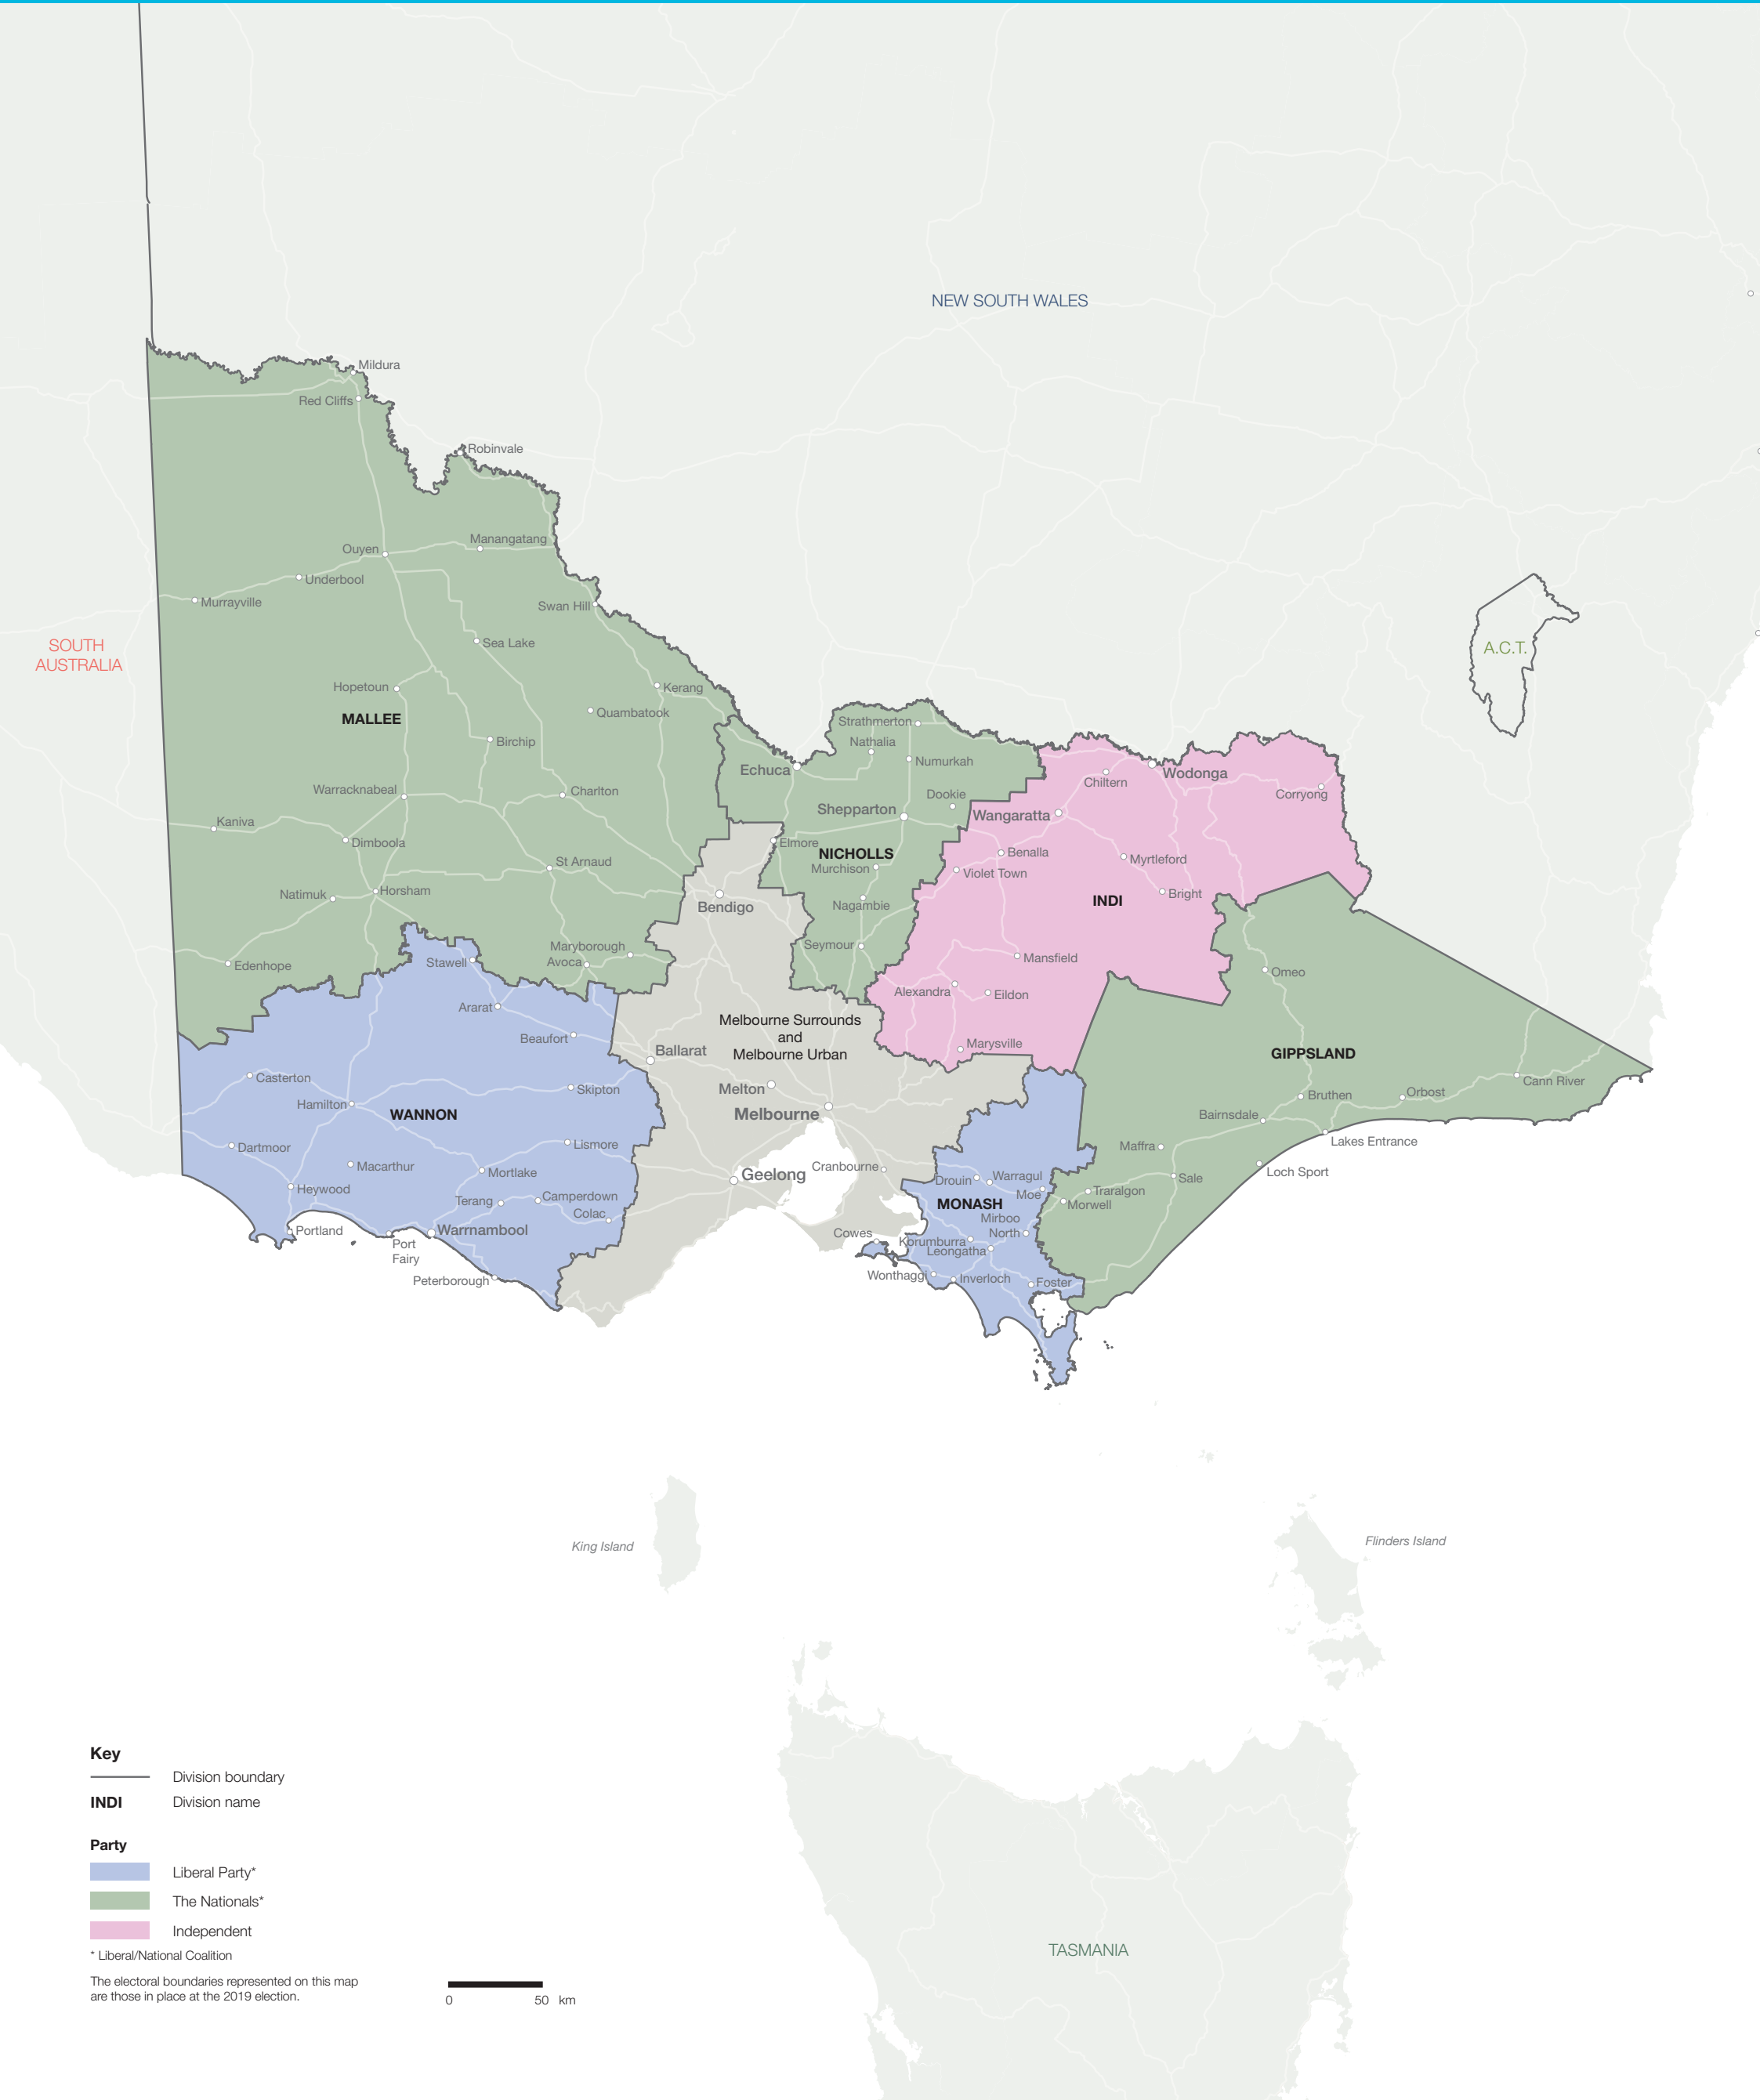 NEW SOUTH WALES
Mildura
Red Cliffs
Robinvale
Manangatang
Ouyen
Underbool
Murrayville
Swan Hill
SOUTH
AUSTRALIA
Sea Lake
A.C.T.
Hopetoun
Kerang
MALLEE
Quambatook
Strathmerton
Birchip
Nathalia
Numurkah
Echuca
Wodonga
Chiltern
Corryong
Warracknabeal
Charlton
Dookie
Shepparton
Wangaratta
Kaniva
Dimboola
Elmore
NICHOLLS
Benalla
Myrtleford
St Arnaud
Murchison
Violet Town
Natimuk
Horsham
Bendigo
Nagambie
INDI
Bright
Maryborough
Seymour
Stawell
Avoca
Edenhope
Mansfield
Omeo
Alexandra
Eildon
Ararat
Melbourne Surrounds
and
Melbourne Urban
Beaufort
Marysville
Ballarat
GIPPSLAND
Casterton
Skipton
Melton
Cann River
Hamilton
WANNON
Melbourne
Bruthen
Orbost
Bairnsdale
Dartmoor
Lismore
Maffra
Lakes Entrance
Macarthur
Mortlake
Geelong
Cranbourne
Loch Sport
Heywood
Drouin
Warragul
Moe
Traralgon
Sale
Terang
Camperdown
Colac
MONASH
Morwell
Portland
Port
Fairy
Warrnambool
Mirboo
North
Cowes
Korumburra
Leongatha
Peterborough
Wonthaggi
Inverloch
Foster
King Island
Flinders Island
TASMANIA
Key
Division boundary
INDI Division name
Party
Liberal Party*
The Nationals*
Independent
* Liberal/National Coalition
The electoral boundaries represented on this map
are those in place at the 2019 election.
0 50 km